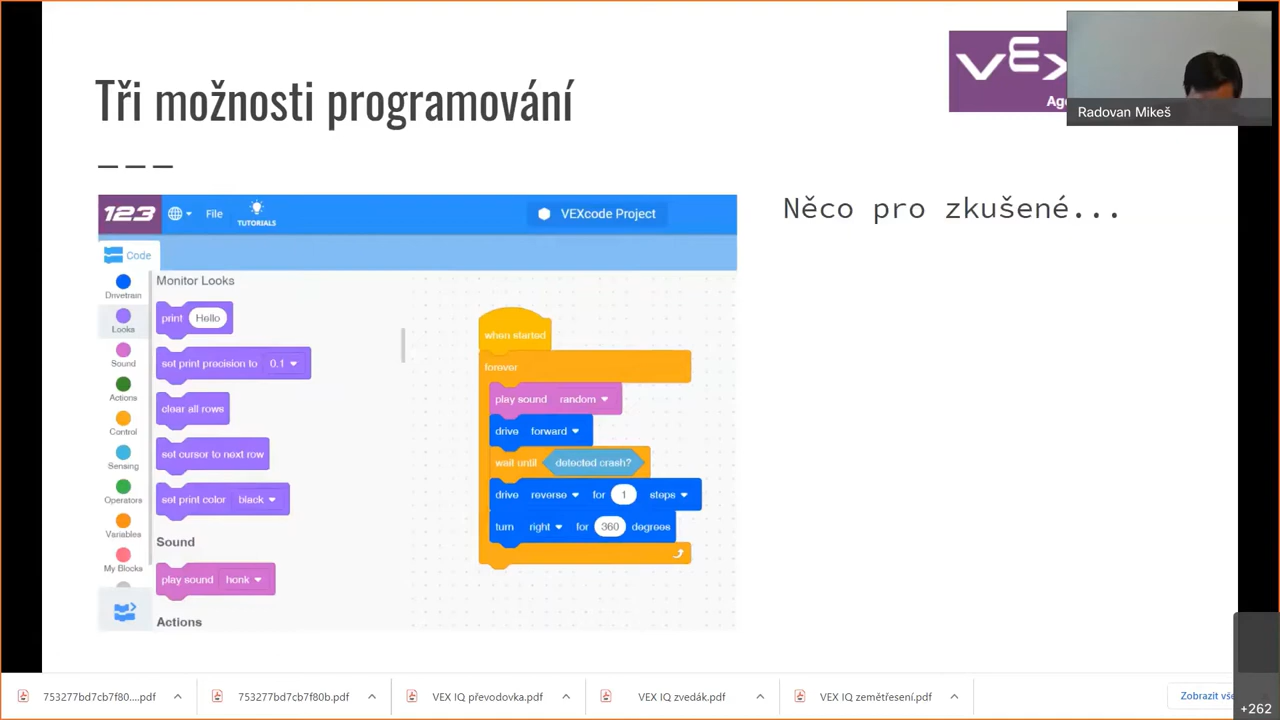 Tři možnosti programování
VEX
Radovan Mikeš
Něco pro zkušené...
123
File
TUTORIALS
VEXcode Project
Code
Monitor Looks
Drivetrain
Looks
Sound
Actions
Control
Sensing
Operators
Variables
My Blocks
print Hello
set print precision to 0.1
clear all rows
set cursor to next row
set print color black
Sound
play sound honk
Actions
when started
forever
play sound random
drive forward
wait until detected crash?
drive reverse for 1 steps
turn right for 360 degrees
753277bd7cb7f80....pdf
753277bd7cb7f80b.pdf
VEX IQ převodovka.pdf
VEX IQ zvedák.pdf
VEX IQ zemětřesení.pdf
+262